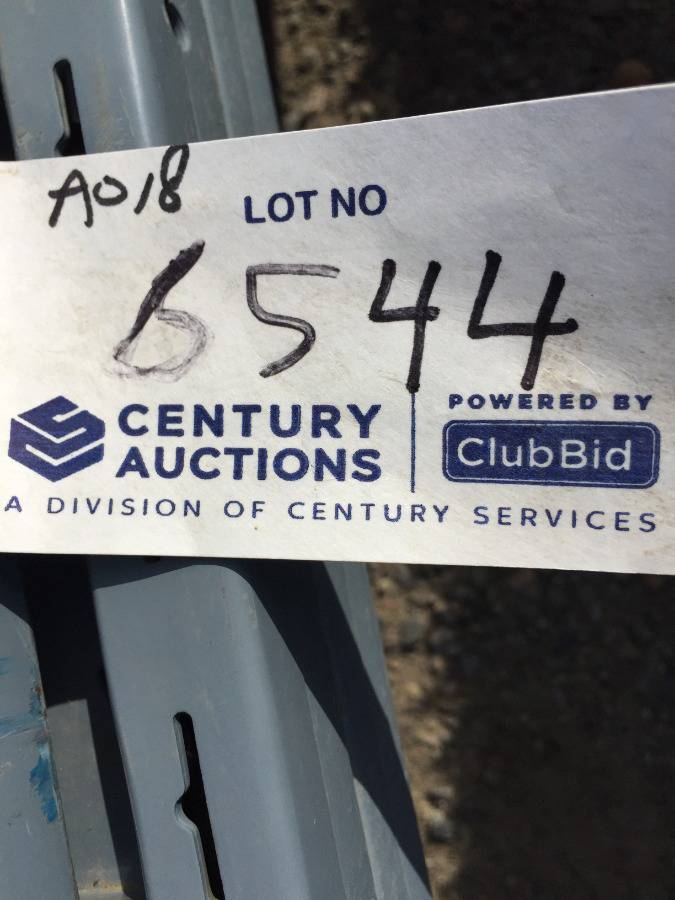 A018
LOT NO
6544
CENTURY
AUCTIONS
POWERED BY
ClubBid
A DIVISION OF CENTURY SERVICES